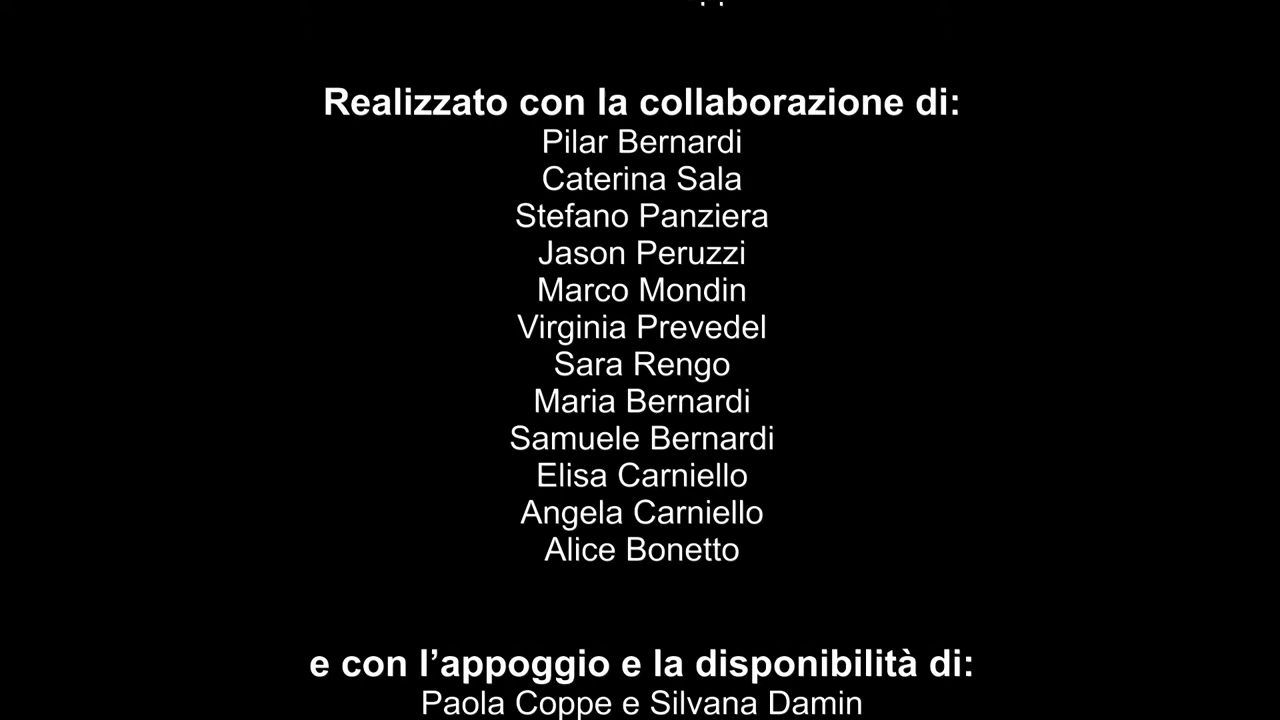 Realizzato con la collaborazione di:
Pilar Bernardi
Caterina Sala
Stefano Panziera
Jason Peruzzi
Marco Mondin
Virginia Prevedel
Sara Rengo
Maria Bernardi
Samuele Bernardi
Elisa Carniello
Angela Carniello
Alice Bonetto
e con l’appoggio e la disponibilità di:
Paola Coppe e Silvana Damin